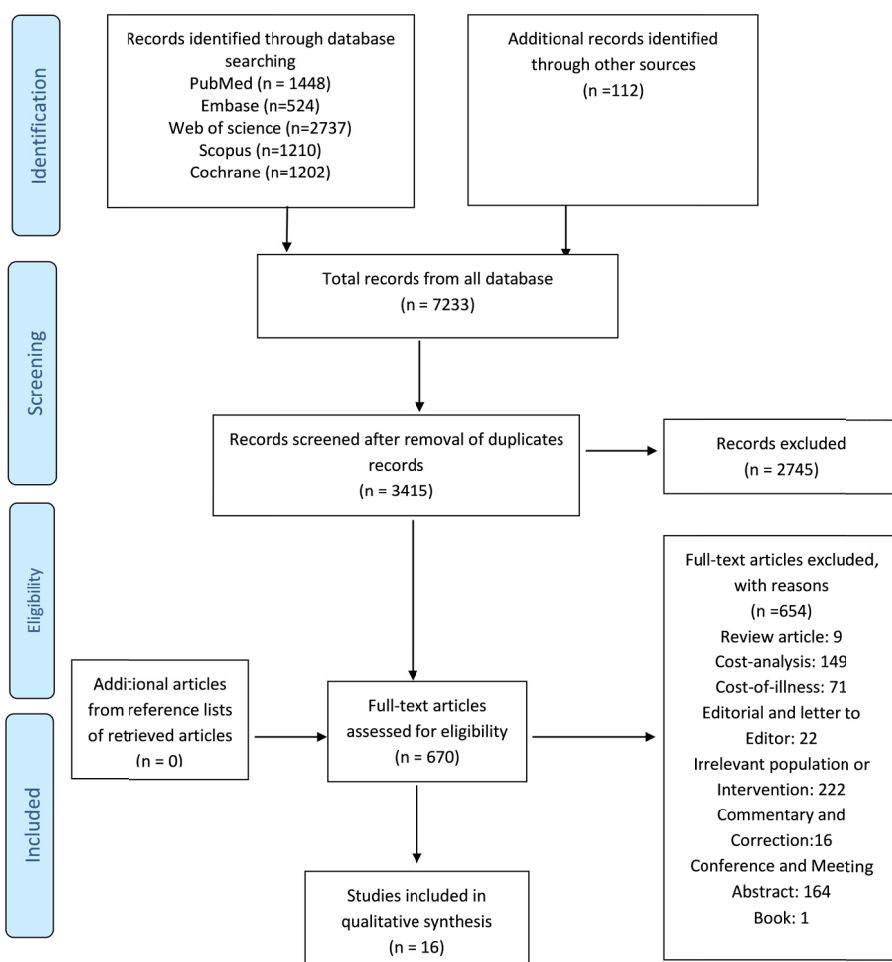 Identification
Records identified through database
searching
PubMed (n = 1448)
Embase (n=524)
Web of science (n=2737)
Scopus (n=1210)
Cochrane (n=1202)
Additional records identified
through other sources
(n =112)
Total records from all database
(n = 7233)
Screening
Records screened after removal of duplicates
records
(n = 3415)
Records excluded
(n = 2745)
Eligibility
Full-text articles excluded,
with reasons
(n =654)
Review article: 9
Cost-analysis: 149
Cost-of-illness: 71
Editorial and letter to
Editor: 22
Irrelevant population or
Intervention: 222
Commentary and
Correction:16
Conference and Meeting
Abstract: 164
Book: 1
Additional articles
from reference lists
of retrieved articles
(n = 0)
Full-text articles
assessed for eligibility
(n = 670)
Included
Studies included in
qualitative synthesis
(n = 16)